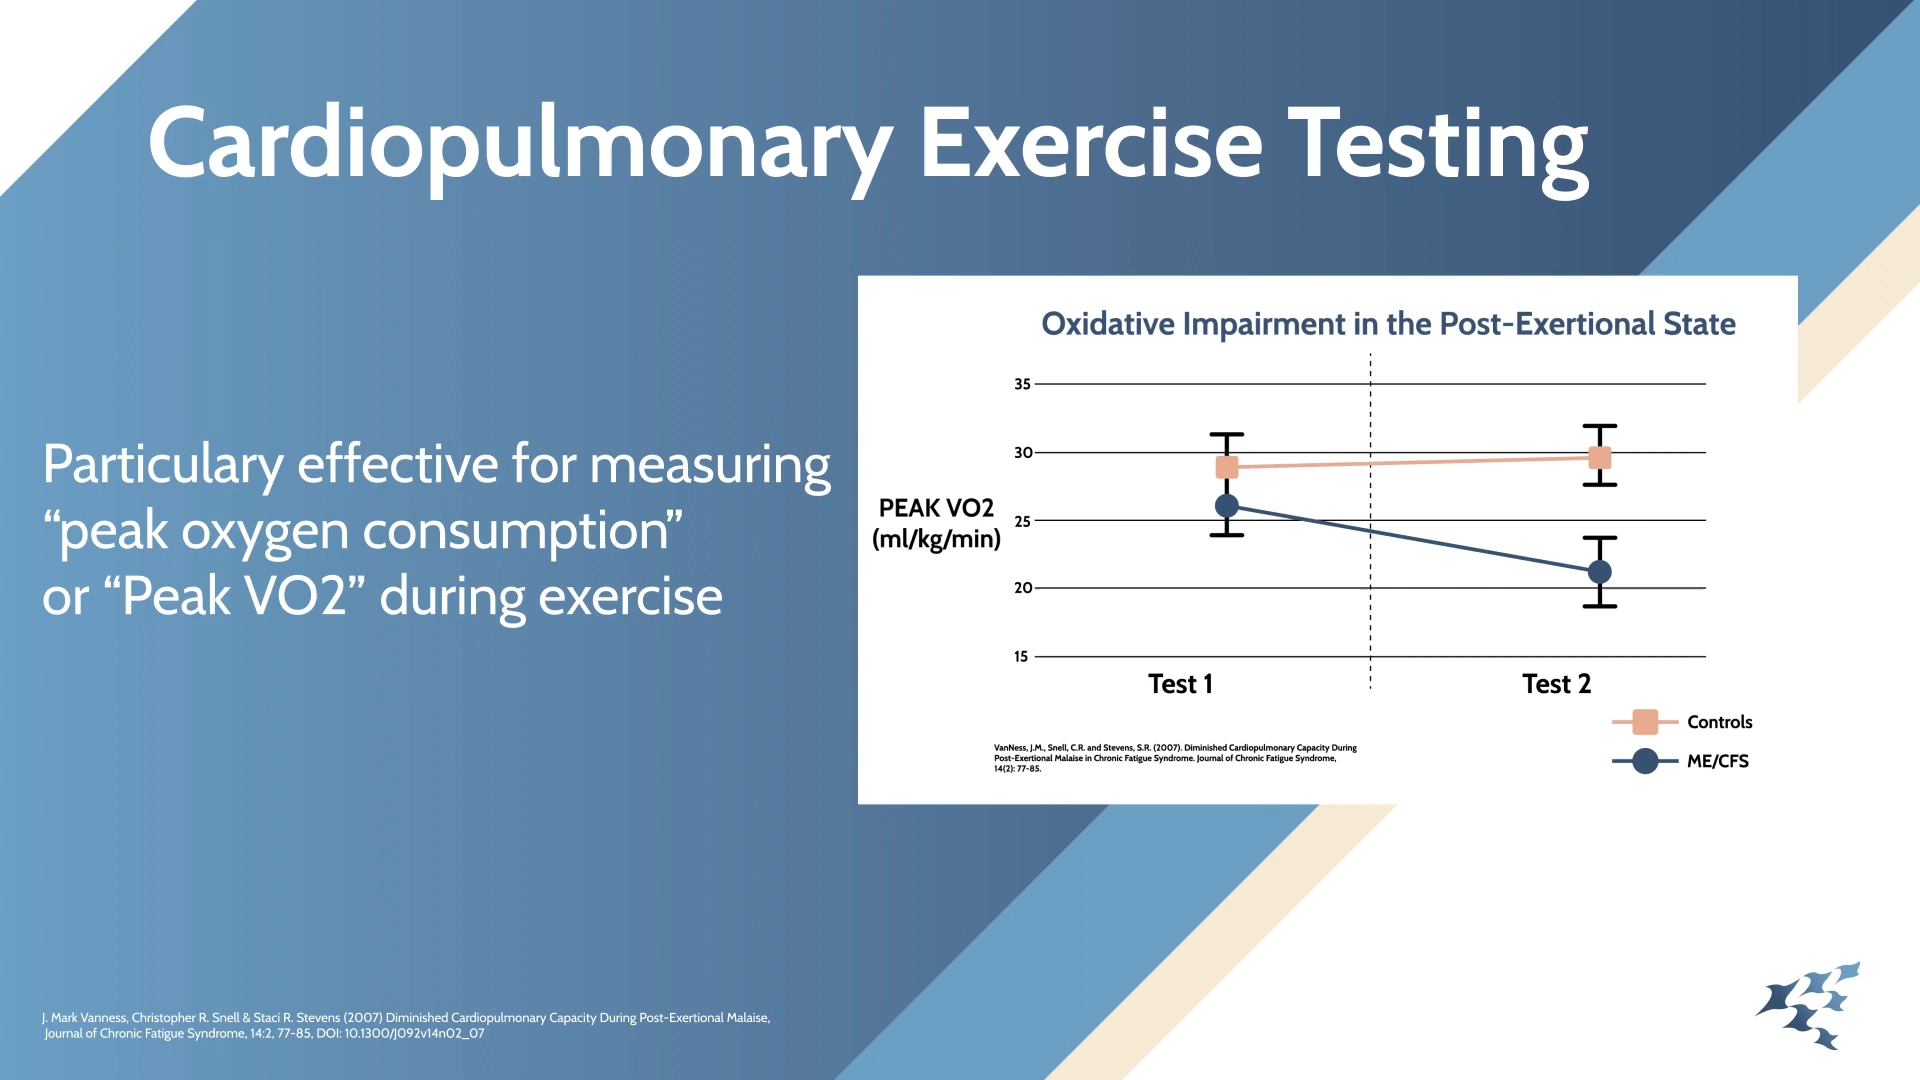 Cardiopulmonary Exercise Testing
Particulary effective for measuring
“peak oxygen consumption”
or “Peak VO2” during exercise
Oxidative Impairment in the Post-Exertional State
PEAK VO2
(ml/kg/min)
35
30
25
20
15
Test 1
Test 2
Controls
ME/CFS
VanNess, J.M., Snell, C.R. and Stevens, S.R. (2007). Diminished Cardiopulmonary Capacity During
Post-Exertional Malaise in Chronic Fatigue Syndrome. Journal of Chronic Fatigue Syndrome,
14(2): 77-85.
J. Mark Vanness, Christopher R. Snell & Staci R. Stevens (2007) Diminished Cardiopulmonary Capacity During Post-Exertional Malaise,
Journal of Chronic Fatigue Syndrome, 14:2, 77-85, DOI: 10.1300/J092v14n02_07